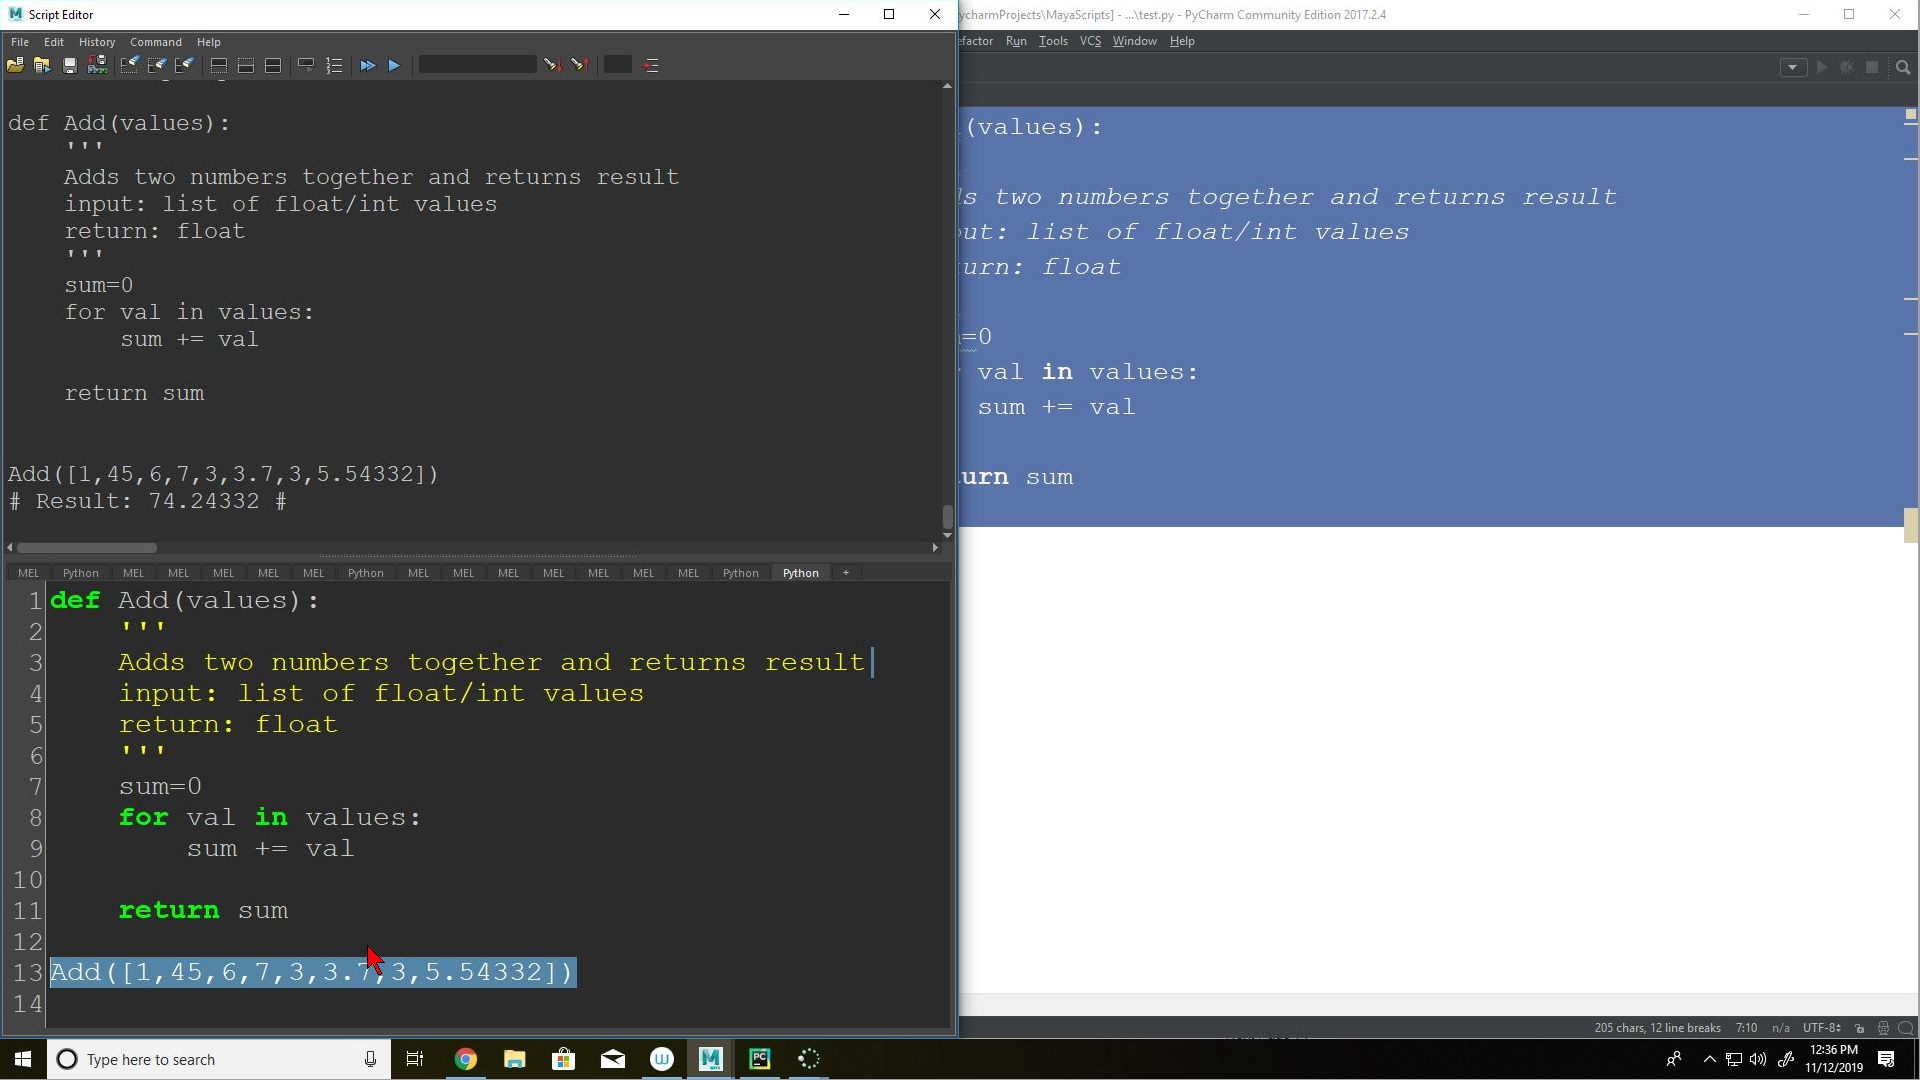 Script Editor
File Edit History Command Help
def Add(values):
'''
Adds two numbers together and returns result
input: list of float/int values
return: float
'''
sum=0
for val in values:
sum += val
return sum
Add([1,45,6,7,3,3.7,3,5.54332])
# Result: 74.24332 #
MEL Python MEL MEL MEL MEL MEL Python MEL MEL MEL MEL MEL MEL MEL Python Python +
1 def Add(values):
2 '''
3 Adds two numbers together and returns result
4 input: list of float/int values
5 return: float
6 '''
7 sum=0
8 for val in values:
9 sum += val
10
11 return sum
12
13 Add([1,45,6,7,3,3.7,3,5.54332])
14
ycharmProjects\MayaScripts] - ...\test.py - PyCharm Community Edition 2017.2.4
efactor Run Tools VCS Window Help
(values):
ds two numbers together and returns result
put: list of float/int values
urn: float
=0
val in values:
sum += val
urn sum
205 chars, 12 line breaks 7:10 n/a UTF-8
Type here to search
W
M
PC
12:36 PM
11/12/2019